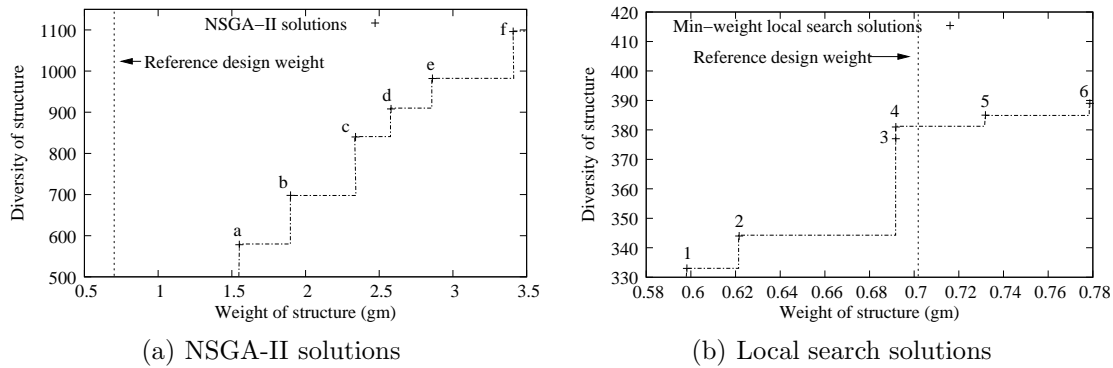 NSGA−II solutions
Reference design weight
f
e
d
c
b
a
1100
1000
900
800
700
600
500
0.5 1 1.5 2 2.5 3 3.5
Diversity of structure
Weight of structure (gm)
(a) NSGA-II solutions
Min−weight local search solutions
Reference design weight
6
5
4
3
2
1
420
410
400
390
380
370
360
350
340
330
0.58 0.6 0.62 0.64 0.66 0.68 0.7 0.72 0.74 0.76 0.78
Diversity of structure
Weight of structure (gm)
(b) Local search solutions